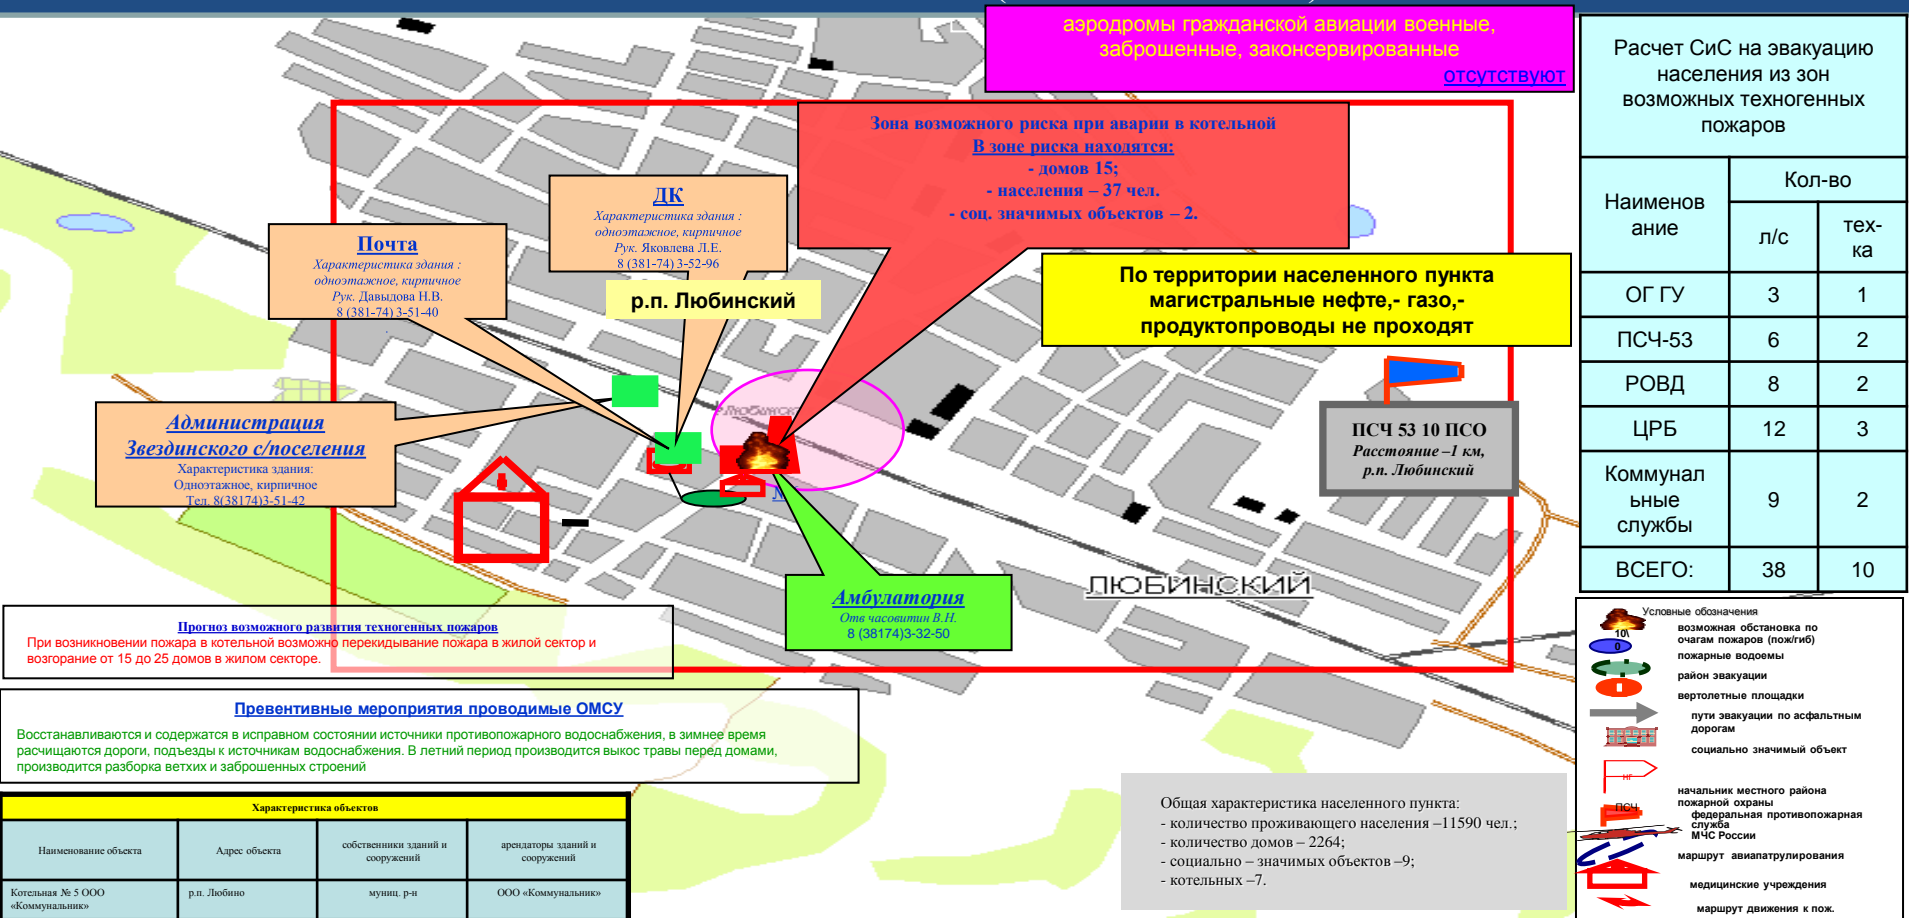 аэродромы гражданской авиации военные,
заброшенные, законсервированные
отсутствуют
Расчет СиС на эвакуацию
населения из зон
возможных техногенных
пожаров
Наименов
ание
Кол-во
л/с
тех-
ка
ОГ ГУ 3 1
ПСЧ-53 6 2
РОВД 8 2
ЦРБ 12 3
Коммунал
ьные
службы
9 2
ВСЕГО: 38 10
Зона возможного риска при аварии в котельной
В зоне риска находятся:
- домов 15;
- населения – 37 чел.
- соц. значимых объектов – 2.
ДК
Характеристика здания :
одноэтажное, кирпичное
Рук. Яковлева Л.Е.
8 (381-74) 3-52-96
Почта
Характеристика здания :
одноэтажное, кирпичное
Рук. Давыдова Н.В.
8 (381-74) 3-51-40
р.п. Любинский
По территории населенного пункта
магистральные нефте,- газо,-
продуктопроводы не проходят
Администрация
Звездинского с/поселения
Характеристика здания:
Одноэтажное, кирпичное
Тел. 8(38174)3-51-42
ПСЧ 53 10 ПСО
Расстояние –1 км,
р.п. Любинский
Амбулатория
Отв часовитин В.Н.
8 (38174)3-32-50
ЛЮБИНСКИЙ
Прогноз возможного развития техногенных пожаров
При возникновении пожара в котельной возможно перекидывание пожара в жилой сектор и
возгорание от 15 до 25 домов в жилом секторе.
Превентивные мероприятия проводимые ОМСУ
Восстанавливаются и содержатся в исправном состоянии источники противопожарного водоснабжения, в зимнее время
расчищаются дороги, подъезды к источникам водоснабжения. В летний период производится выкос травы перед домами,
производится разборка ветхих и заброшенных строений
Характеристика объектов
Наименование объекта
Адрес объекта
собственники зданий и
сооружений
арендаторы зданий и
сооружений
Котельная № 5 ООО
«Коммунальник»
р.п. Любино
муниц. р-н
ООО «Коммунальник»
Общая характеристика населенного пункта:
- количество проживающего населения –11590 чел.;
- количество домов – 2264;
- социально – значимых объектов –9;
- котельных –7.
Условные обозначения
10\
0
возможная обстановка по
очагам пожаров (пож/гиб)
пожарные водоемы
район эвакуации
вертолетные площадки
пути эвакуации по асфальтным
дорогам
социально значимый объект
НГ
начальник местного района
пожарной охраны
ПСЧ
федеральная противопожарная
служба
МЧС России
маршрут авиапатрулирования
медицинские учреждения
маршрут движения к пож.